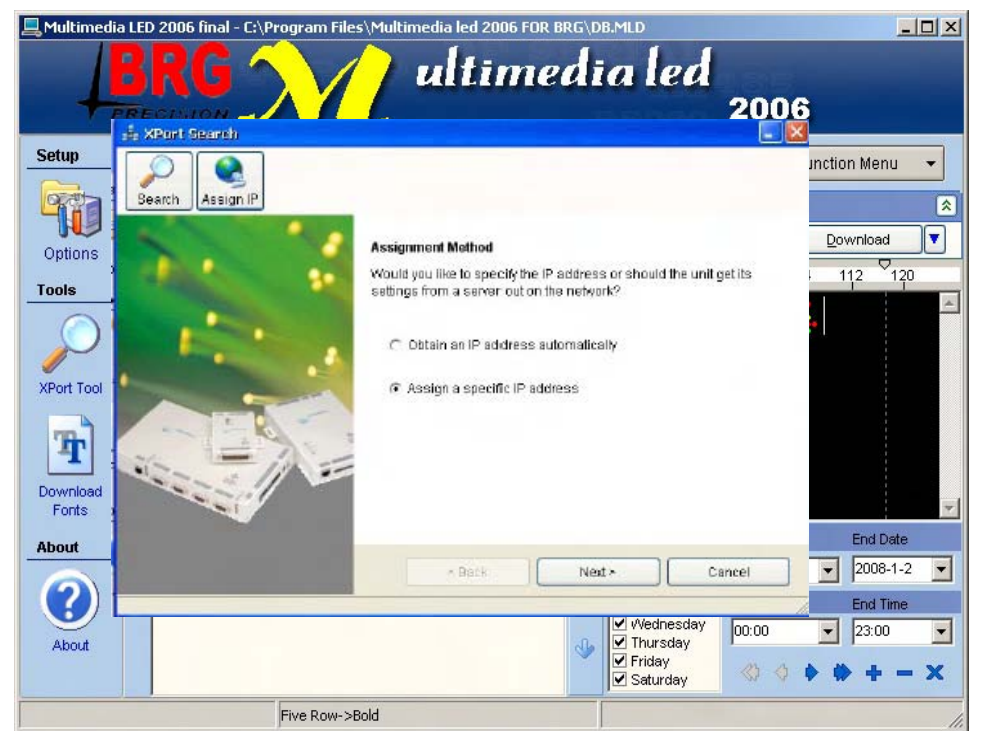 Multimedia LED 2006 final - C:\Program Files\Multimedia led 2006 FOR BRG\DB.MLD
BRG
PRECISION
M ultimedia led
2006
XPort Search
Setup
Search
Assign IP
unction Menu
Options
Download
112
120
Tools
XPort Tool
Download
Fonts
Assignment Method
Would you like to specify the IP address or should the unit get its
settings from a server out on the network?
Obtain an IP address automatically
Assign a specific IP address
Back
Next
Cancel
About
About
End Date
2008-1-2
End Time
Wednesday
Thursday
Friday
Saturday
00:00
23:00
Five Row->Bold